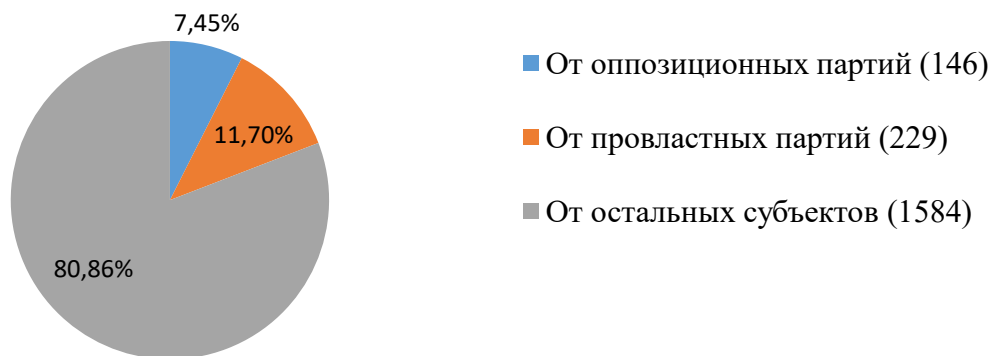 7,45%
11,70%
80,86%
От оппозиционных партий (146)
От провластных партий (229)
От остальных субъектов (1584)